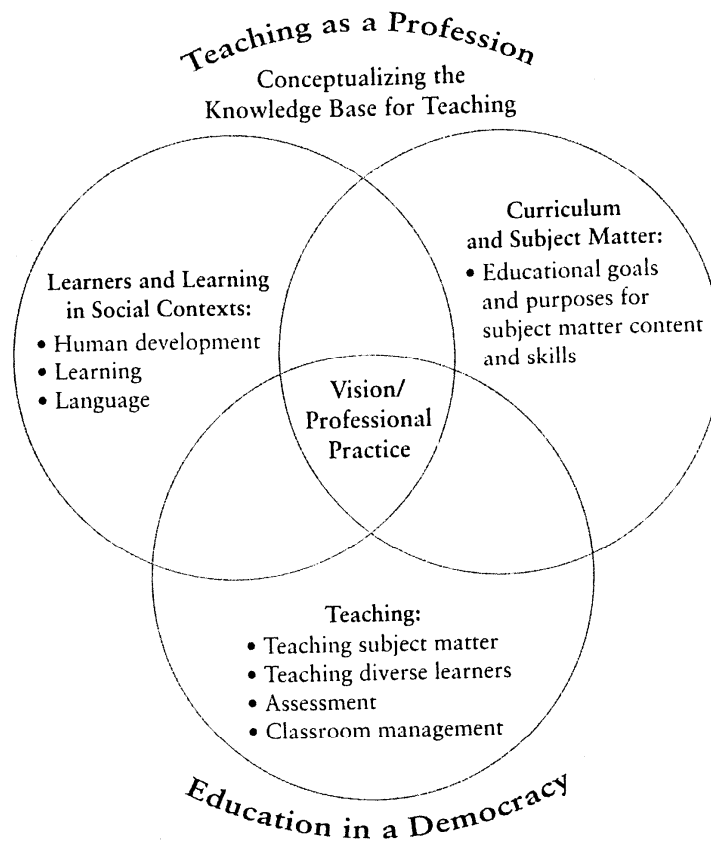 Teaching as a Profession
Conceptualizing the
Knowledge Base for Teaching
Learners and Learning
in Social Contexts:
• Human development
• Learning
• Language
Curriculum
and Subject Matter:
• Educational goals
and purposes for
subject matter content
and skills
Vision/
Professional
Practice
Teaching:
• Teaching subject matter
• Teaching diverse learners
• Assessment
• Classroom management
Education in a Democracy